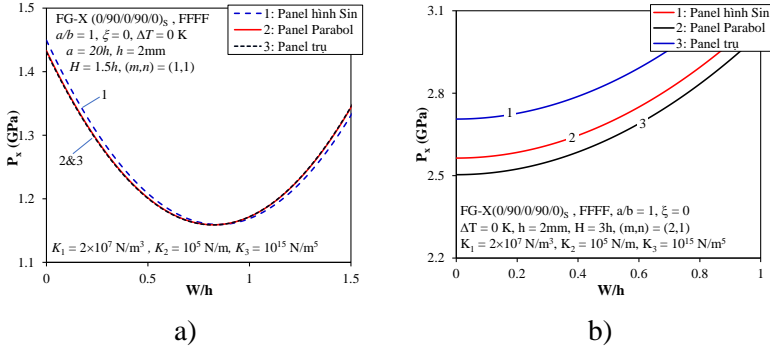 FG-X (0/90/0/90/0)S , FFFF
a/b = 1, ξ = 0, ΔT = 0 K
a = 20h, h = 2mm
H = 1.5h, (m,n) = (1,1)
1: Panel hình Sin
2: Panel Parabol
3: Panel trụ
1
2&3
K1 = 2×10^7 N/m^3 , K2 = 10^5 N/m, K3 = 10^15 N/m^5
1.5
1.4
1.3
1.2
1.1
Px (GPa)
0
0.5
1
1.5
W/h
a)
1: Panel hình Sin
2: Panel Parabol
3: Panel trụ
1
2
3
FG-X(0/90/0/90/0)S , FFFF, a/b = 1, ξ = 0
ΔT = 0 K, h = 2mm, H = 3h, (m,n) = (2,1)
K1 = 2×10^7 N/m^3, K2 = 10^5 N/m, K3 = 10^15 N/m^5
3.1
2.8
2.5
2.2
Px (GPa)
0
0.2
0.4
0.6
0.8
1
W/h
b)